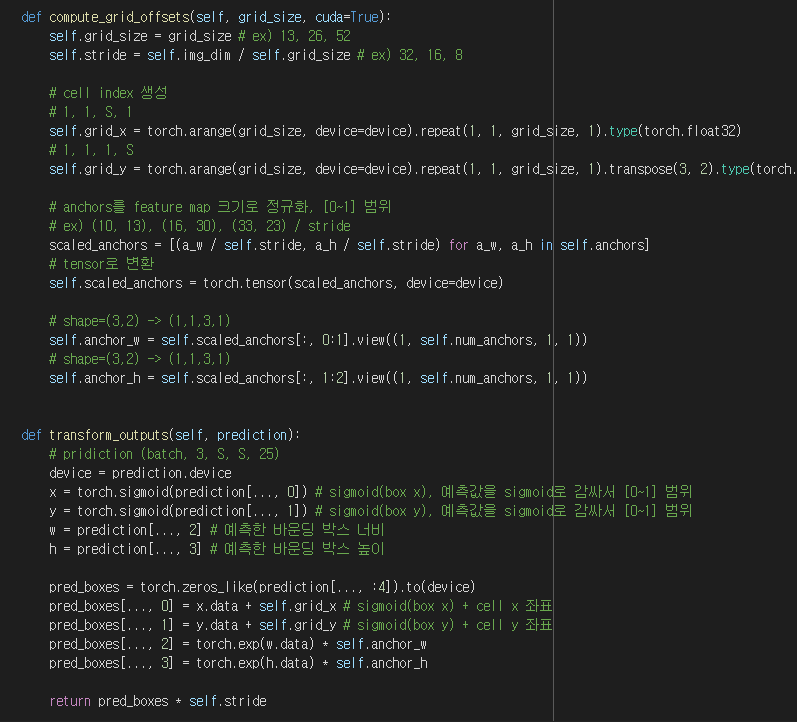 def compute_grid_offsets(self, grid_size, cuda=True):
    self.grid_size = grid_size # ex) 13, 26, 52
    self.stride = self.img_dim / self.grid_size # ex) 32, 16, 8

    # cell index 생성
    # 1, 1, S, 1
    self.grid_x = torch.arange(grid_size, device=device).repeat(1, 1, grid_size, 1).type(torch.float32)
    # 1, 1, 1, S
    self.grid_y = torch.arange(grid_size, device=device).repeat(1, 1, grid_size, 1).transpose(3, 2).type(torch.

    # anchors를 feature map 크기로 정규화, [0~1] 범위
    # ex) (10, 13), (16, 30), (33, 23) / stride
    scaled_anchors = [(a_w / self.stride, a_h / self.stride) for a_w, a_h in self.anchors]
    # tensor로 변환
    self.scaled_anchors = torch.tensor(scaled_anchors, device=device)

    # shape=(3,2) -> (1,1,3,1)
    self.anchor_w = self.scaled_anchors[:, 0:1].view((1, self.num_anchors, 1, 1))
    # shape=(3,2) -> (1,1,3,1)
    self.anchor_h = self.scaled_anchors[:, 1:2].view((1, self.num_anchors, 1, 1))


def transform_outputs(self, prediction):
    # pridiction (batch, 3, S, S, 25)
    device = prediction.device
    x = torch.sigmoid(prediction[..., 0]) # sigmoid(box x), 예측값을 sigmoid로 감싸서 [0~1] 범위
    y = torch.sigmoid(prediction[..., 1]) # sigmoid(box y), 예측값을 sigmoid로 감싸서 [0~1] 범위
    w = prediction[..., 2] # 예측한 바운딩 박스 너비
    h = prediction[..., 3] # 예측한 바운딩 박스 높이

    pred_boxes = torch.zeros_like(prediction[..., :4]).to(device)
    pred_boxes[..., 0] = x.data + self.grid_x # sigmoid(box x) + cell x 좌표
    pred_boxes[..., 1] = y.data + self.grid_y # sigmoid(box y) + cell y 좌표
    pred_boxes[..., 2] = torch.exp(w.data) * self.anchor_w
    pred_boxes[..., 3] = torch.exp(h.data) * self.anchor_h

    return pred_boxes * self.stride